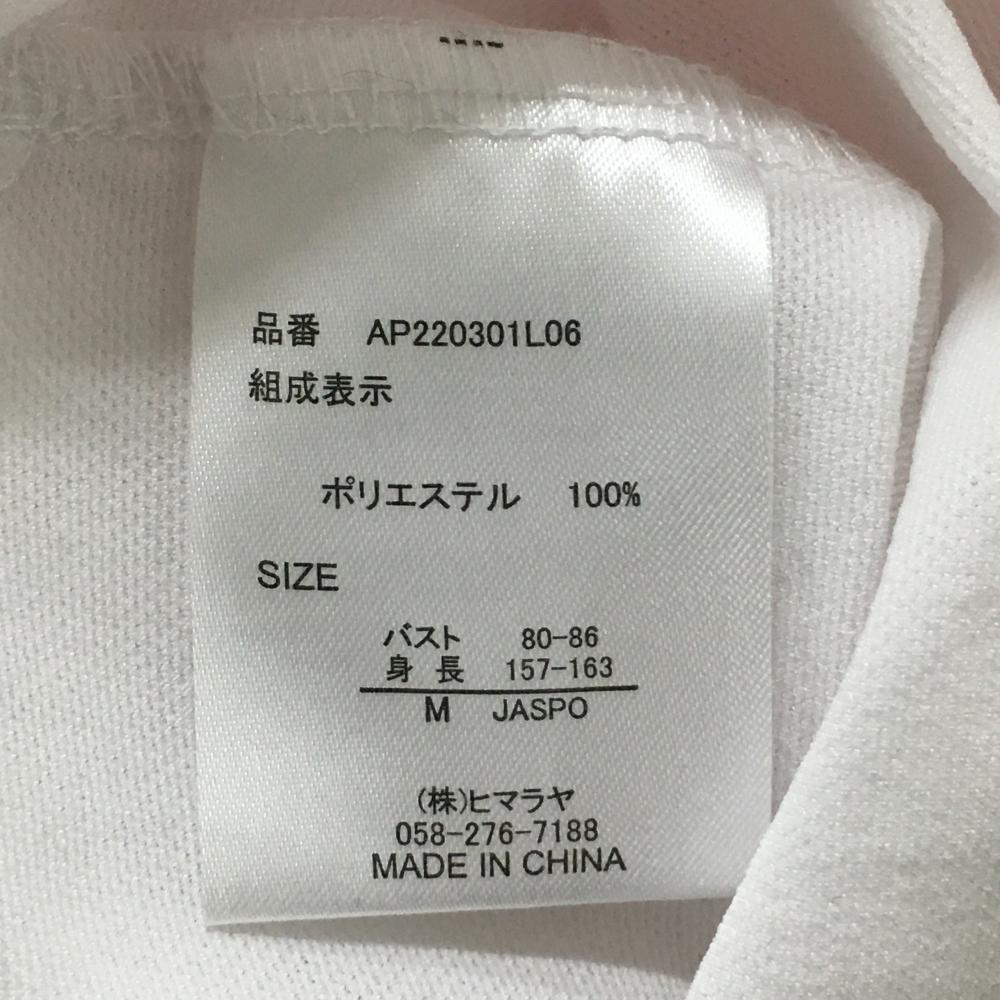 品番 AP220301L06
組成表示
ポリエステル 100%
SIZE
バスト 80-86
身長 157-163
M JASPO
(株)ヒマラヤ
058-276-7188
MADE IN CHINA